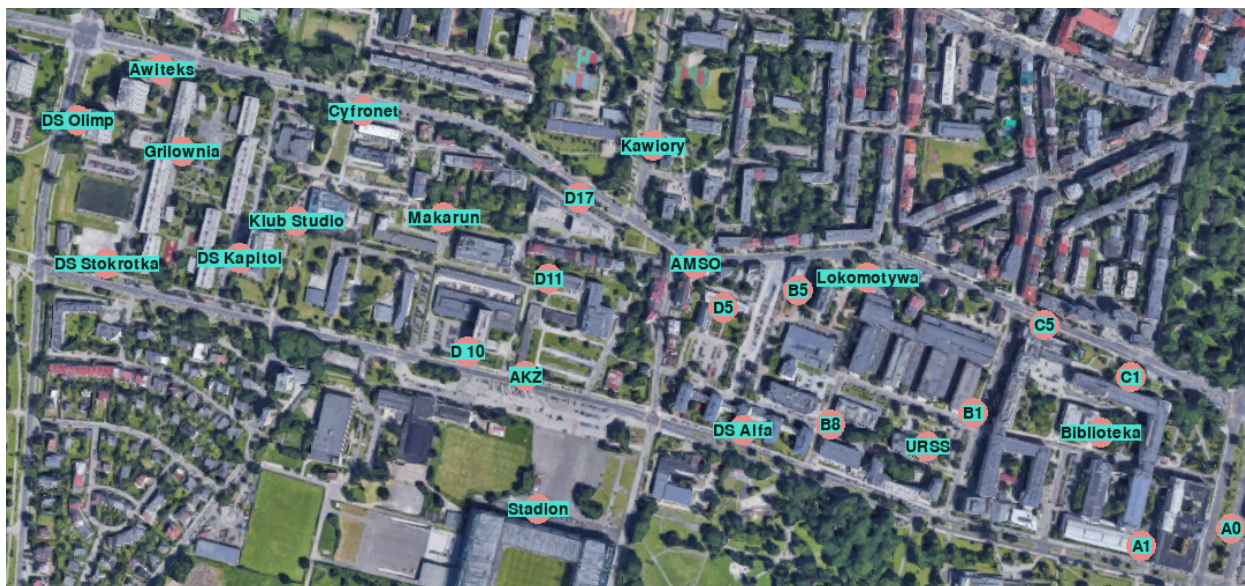 Awiteks
DS Olimp
Cyfronet
Grilownia
Kawiory
D17
Klub Studio
Makarun
DS Stokrotka
DS Kapitol
D11
AMSO
Lokomotywa
B5
D5
C5
D 10
AKŻ
C1
B1
DS Alfa
B8
Biblioteka
URSS
Stadion
A0
A1